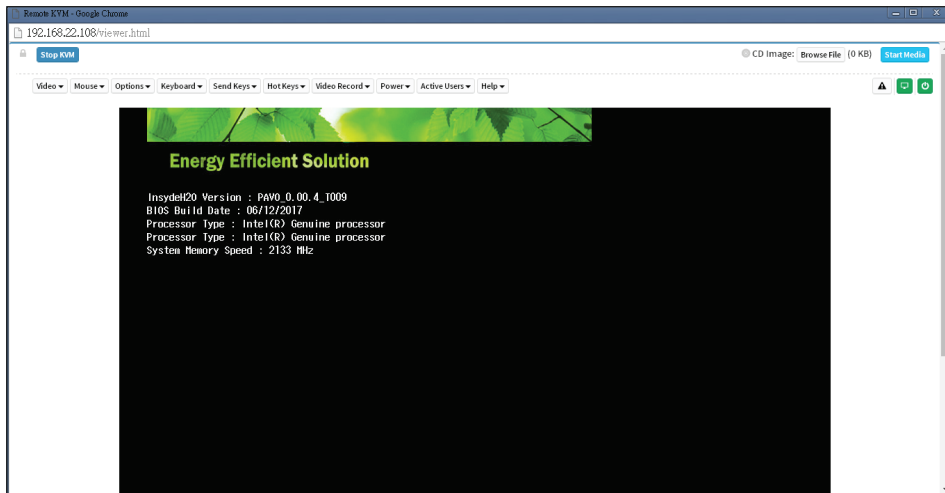 Remote KVM - Google Chrome
192.168.22.108/viewer.html
Stop KVM
CD Image: Browse File (0 KB) Start Media
Video Mouse Options Keyboard Send Keys Hot Keys Video Record Power Active Users Help
Energy Efficient Solution
InsydeH2O Version : PAVO_0.00.4_T009
BIOS Build Date : 06/12/2017
Processor Type : Intel(R) Genuine processor
Processor Type : Intel(R) Genuine processor
System Memory Speed : 2133 MHz